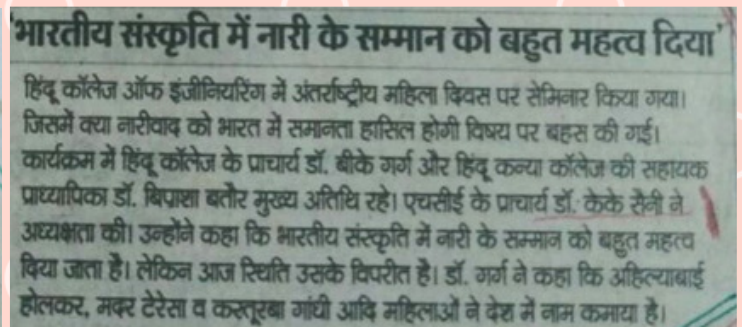 'भारतीय संस्कृति में नारी के सम्मान को बहुत महत्व दिया'
हिंदू कॉलेज ऑफ इंजीनियरिंग में अंतर्राष्ट्रीय महिला दिवस पर सेमिनार किया गया।
जिसमें क्या नारीवाद को भारत में समानता हासिल होगी विषय पर बहस की गई।
कार्यक्रम में हिंदू कॉलेज के प्राचार्य डॉ. बीके गर्ग और हिंदू कन्या कॉलेज की सहायक
प्राध्यापिका डॉ. बिपाशा बतौर मुख्य अतिथि रहे। एचसीई के प्राचार्य डॉ. केके सैनी ने
अध्यक्षता की। उन्होंने कहा कि भारतीय संस्कृति में नारी के सम्मान को बहुत महत्व
दिया जाता है। लेकिन आज स्थिति उसके विपरीत है। डॉ. गर्ग ने कहा कि अहिल्याबाई
होलकर, मदर टेरेसा व कस्तूरबा गांधी आदि महिलाओं ने देश में नाम कमाया है।